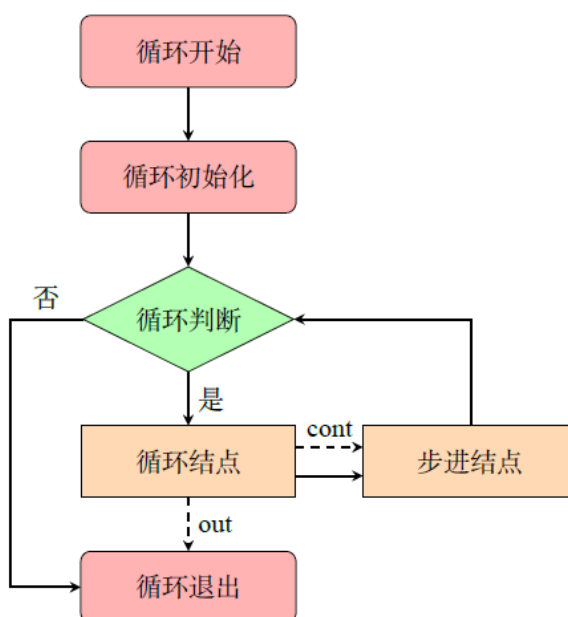 循环开始
循环初始化
否
循环判断
是
cont
循环结点
步进结点
out
循环退出